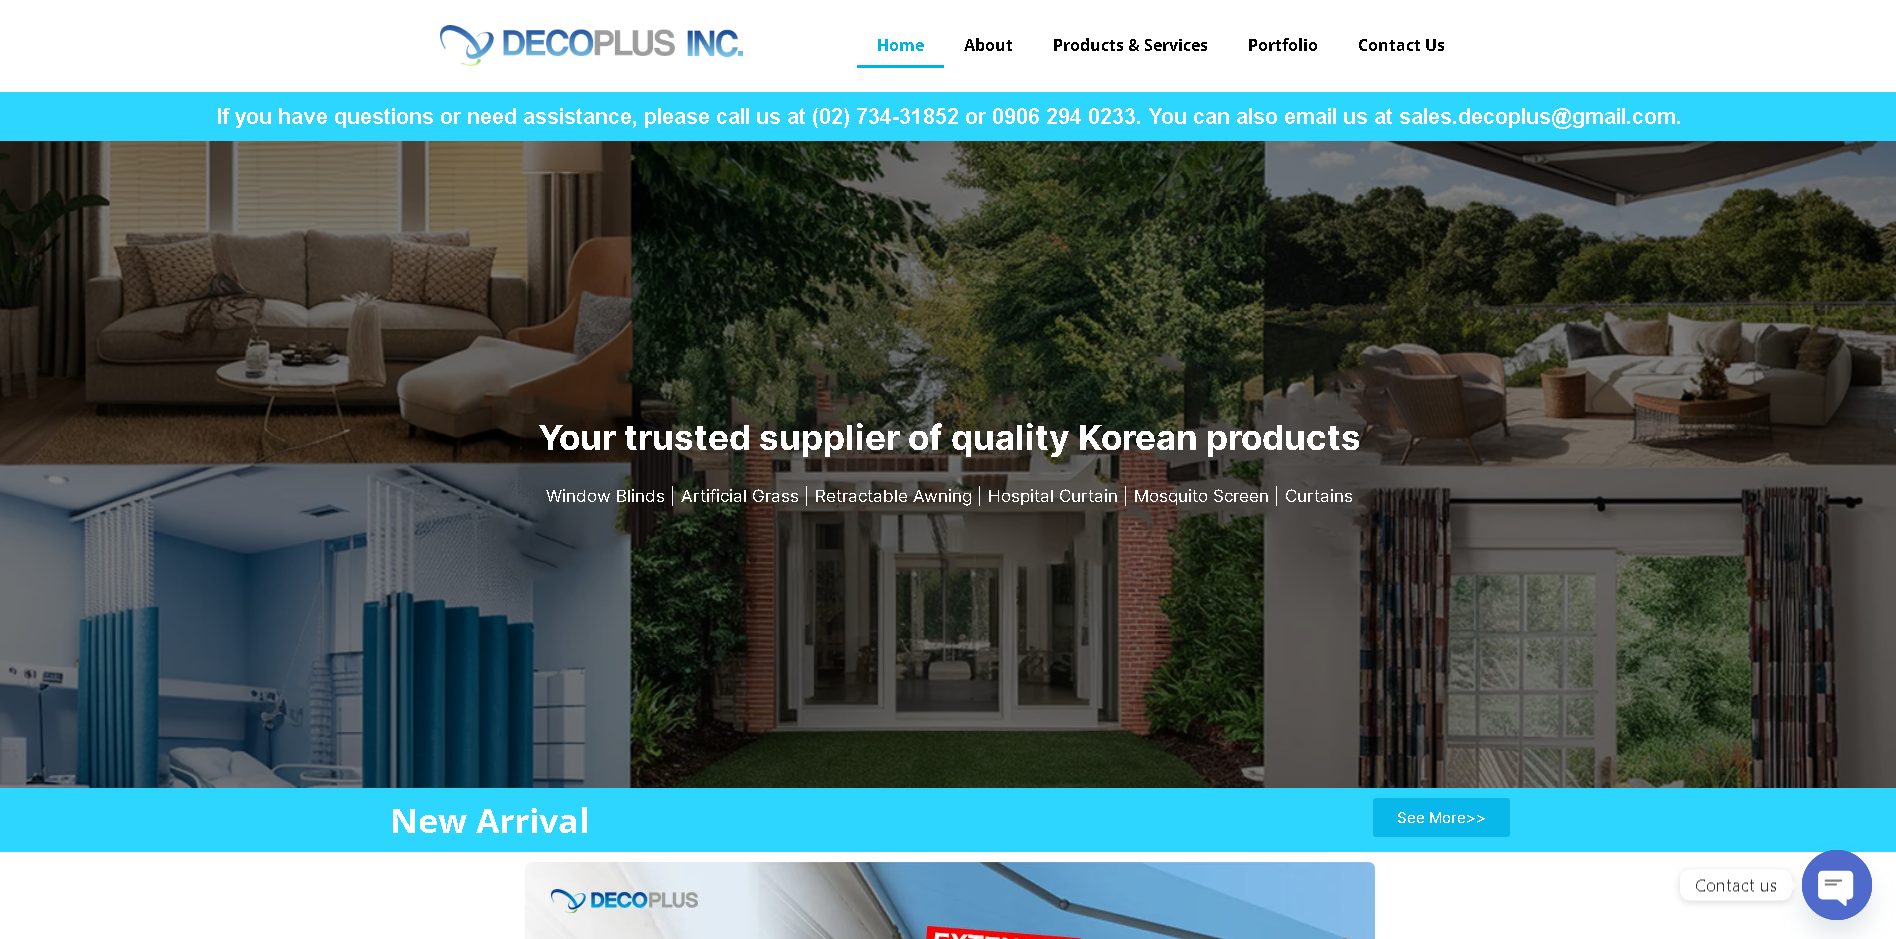 DECOPLUS INC.
Home
About
Products & Services
Portfolio
Contact Us
If you have questions or need assistance, please call us at (02) 734-31852 or 0906 294 0233. You can also email us at sales.decoplus@gmail.com.
Your trusted supplier of quality Korean products
Window Blinds | Artificial Grass | Retractable Awning | Hospital Curtain | Mosquito Screen | Curtains
New Arrival
See More>>
DECOPLUS
Contact us